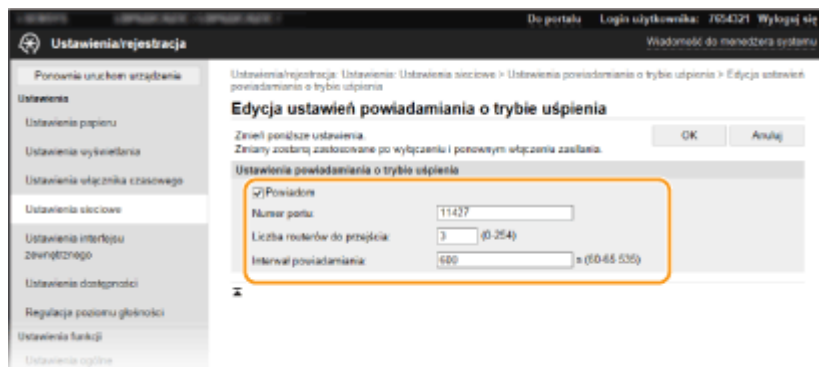 Do portalu Login użytkownika: 7654321 Wyloguj się
Ustawienia/rejestracja
Wiadomość do menedżera systemu
Ponownie uruchom urządzenie
Ustawienia
Ustawienia papieru
Ustawienia wyświetlania
Ustawienia włącznika czasowego
Ustawienia sieciowe
Ustawienia interfejsu
zewnętrznego
Ustawienia dostępności
Regulacja poziomu głośności
Ustawienia funkcji
Ustawienia ogólne
Ustawienia/rejestracja: Ustawienia: Ustawienia sieciowe > Ustawienia powiadamiania o trybie uśpienia > Edycja ustawień
powiadamiania o trybie uśpienia
Edycja ustawień powiadamiania o trybie uśpienia
Zmień poniższe ustawienia.
Zmiany zostaną zastosowane po wyłączeniu i ponownym włączeniu zasilania.
OK Anuluj
Ustawienia powiadamiania o trybie uśpienia
Powiadom
Numer portu: 11427
Liczba routerów do przejścia: 3 (0-254)
Interwał powiadamiania: 600 s (60-65 535)